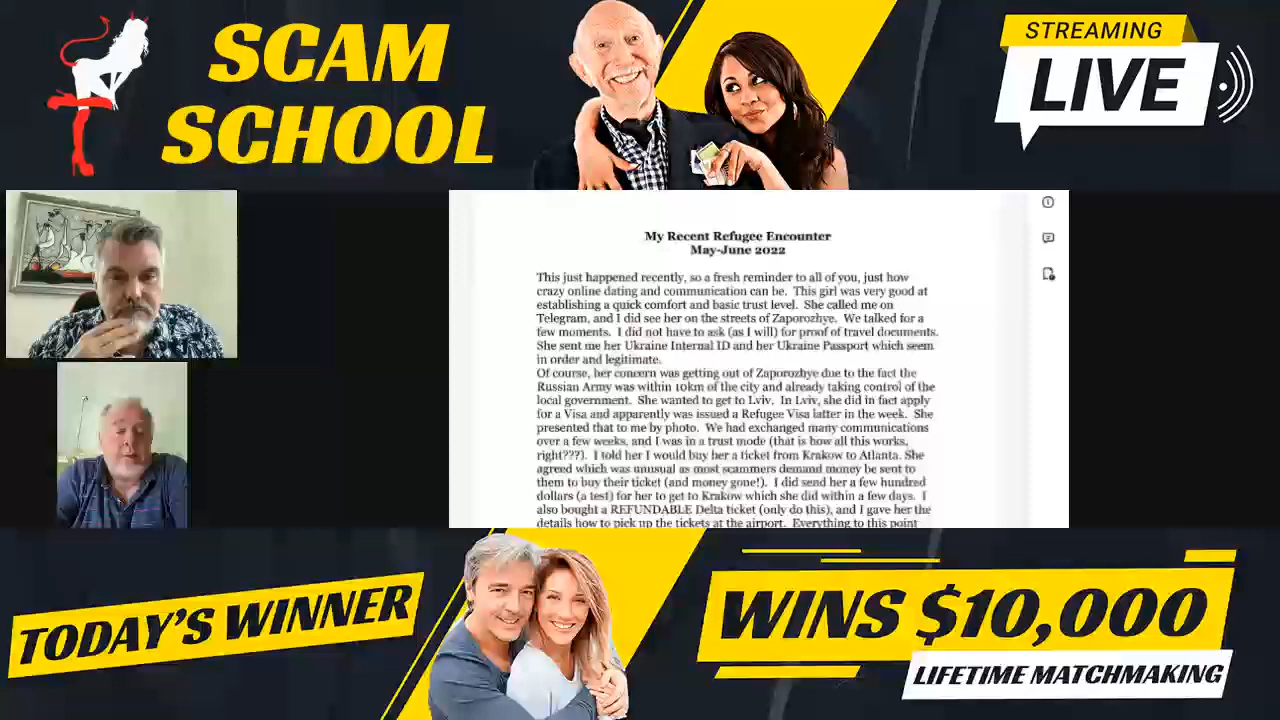 SCAM
SCHOOL
STREAMING
LIVE
My Recent Refugee Encounter
May-June 2022
This just happened recently, so a fresh reminder to all of you, just how
crazy online dating and communication can be. This girl was very good at
establishing a quick comfort and basic trust level. She called me on
Telegram, and I did see her on the streets of Zaporozhye. We talked for a
few moments. I did not have to ask (as I will) for proof of travel documents.
She sent me her Ukraine Internal ID and her Ukraine Passport which seem
in order and legitimate.
Of course, her concern was getting out of Zaporozhye due to the fact the
Russian Army was within 10km of the city and already taking control of the
local government. She wanted to get to Lviv. In Lviv, she did in fact apply
for a Visa and apparently was issued a Refugee Visa latter in the week. She
presented that to me by photo. We had exchanged many communications
over a few weeks, and I was in a trust mode (that is how all this works,
right???). I told her I would buy her a ticket from Krakow to Atlanta. She
agreed which was unusual as most scammers demand money be sent to
them to buy their ticket (and money gone!). I did send her a few hundred
dollars (a test) for her to get to Krakow which she did within a few days. I
also bought a REFUNDABLE Delta ticket (only do this), and I gave her the
details how to pick up the tickets at the airport. Everything to this point
TODAY'S WINNER
WINS $10,000
LIFETIME MATCHMAKING